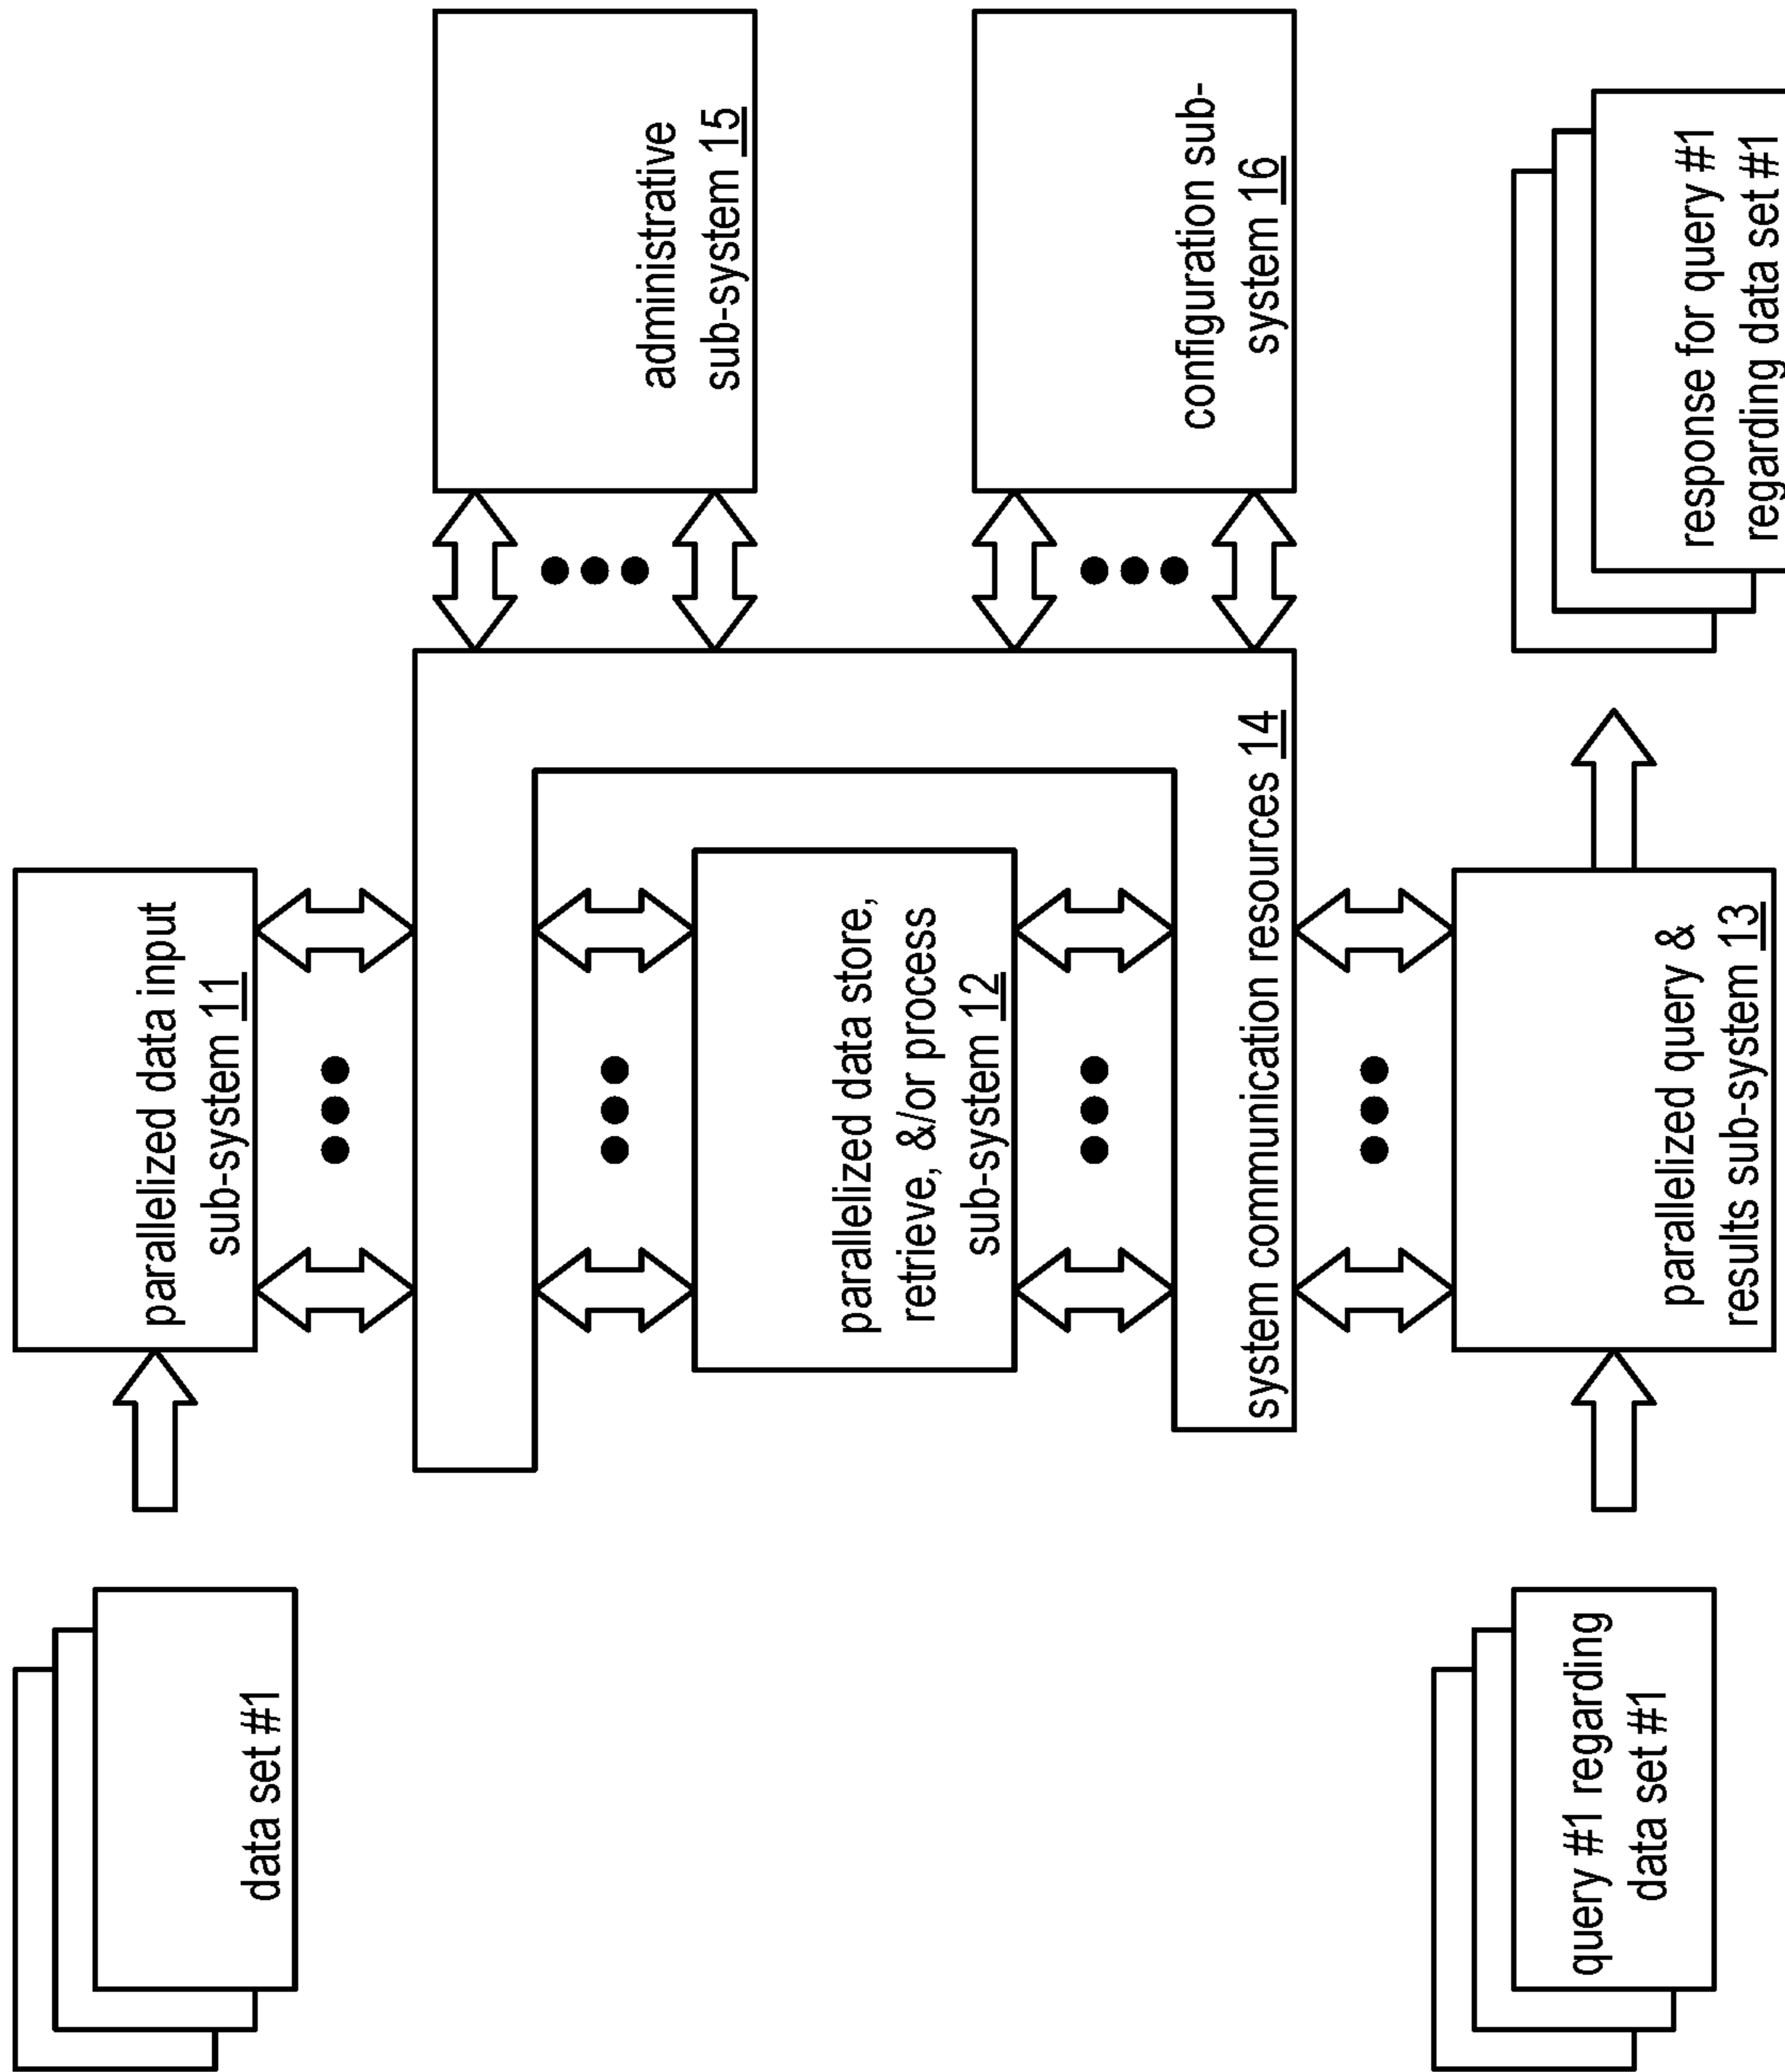 data set #1
parallelized data input
sub-system 11
administrative
sub-system 15
parallelized data store,
retrieve, &/or process
sub-system 12
configuration sub-
system 16
system communication resources 14
query #1 regarding
data set #1
parallelized query &
results sub-system 13
response for query #1
regarding data set #1